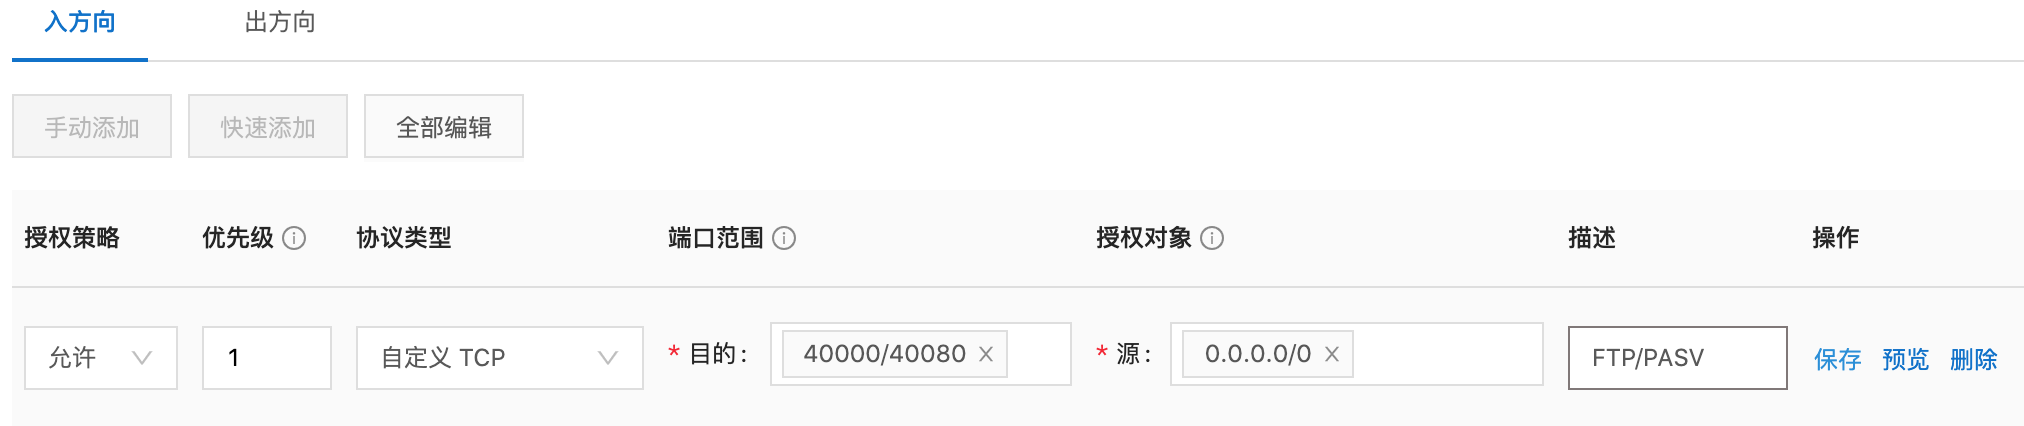 入方向 出方向
手动添加 快速添加 全部编辑
授权策略 优先级 协议类型 端口范围 授权对象 描述 操作
允许 1 自定义 TCP * 目的: 40000/40080 * 源: 0.0.0.0/0 FTP/PASV 保存 预览 删除